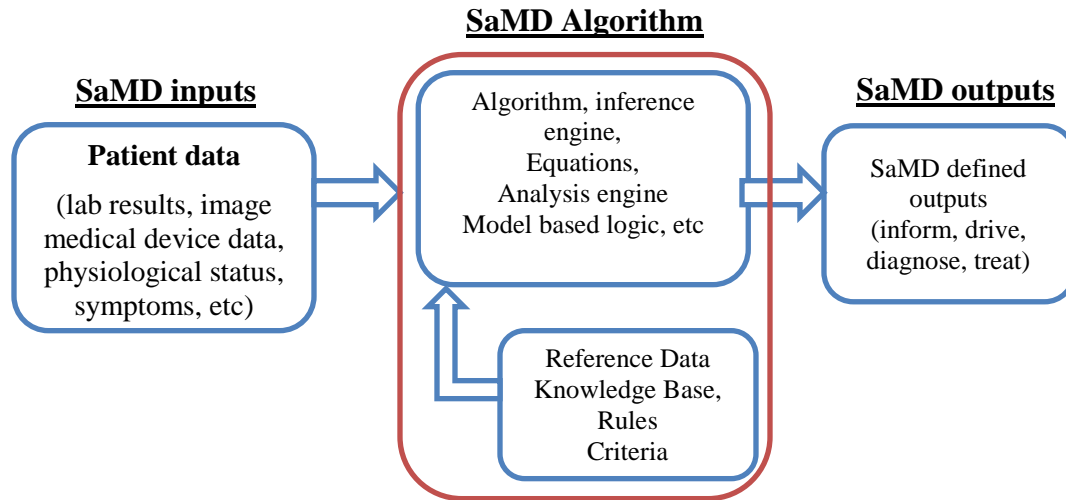 SaMD Algorithm
SaMD inputs
Patient data
(lab results, image
medical device data,
physiological status,
symptoms, etc)
Algorithm, inference
engine,
Equations,
Analysis engine
Model based logic, etc
Reference Data
Knowledge Base,
Rules
Criteria
SaMD outputs
SaMD defined
outputs
(inform, drive,
diagnose, treat)